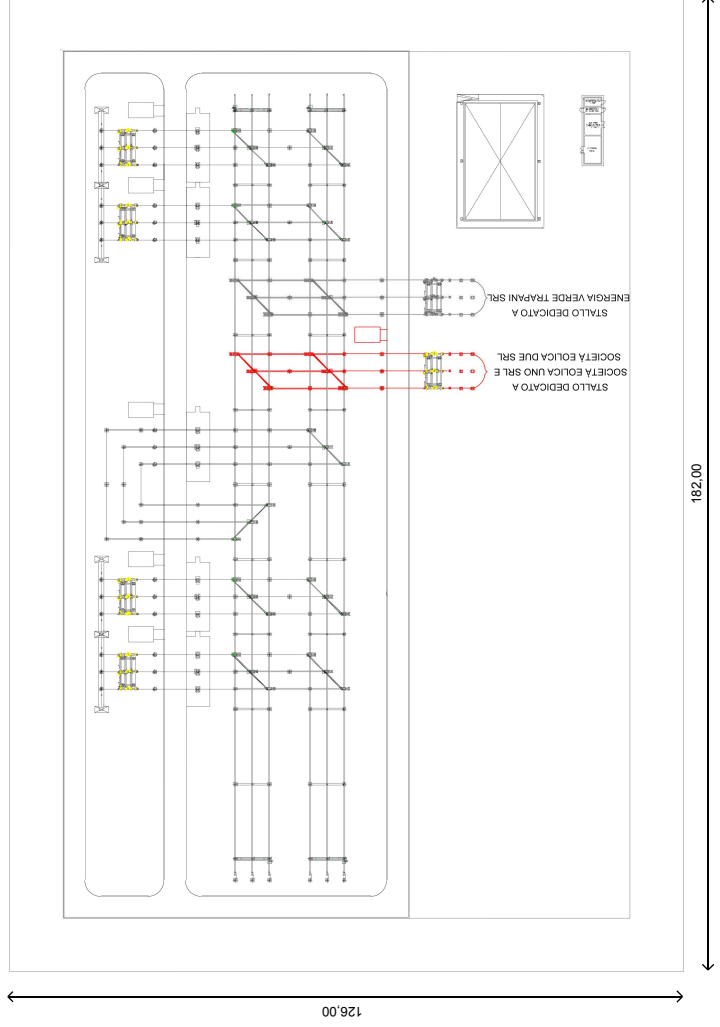 STALLO DEDICATO A
ENERGIA VERDE TRAPANI SRL
STALLO DEDICATO A
SOCIETÀ EOLICA UNO SRL E
SOCIETÀ EOLICA DUE SRL
182,00
126,00